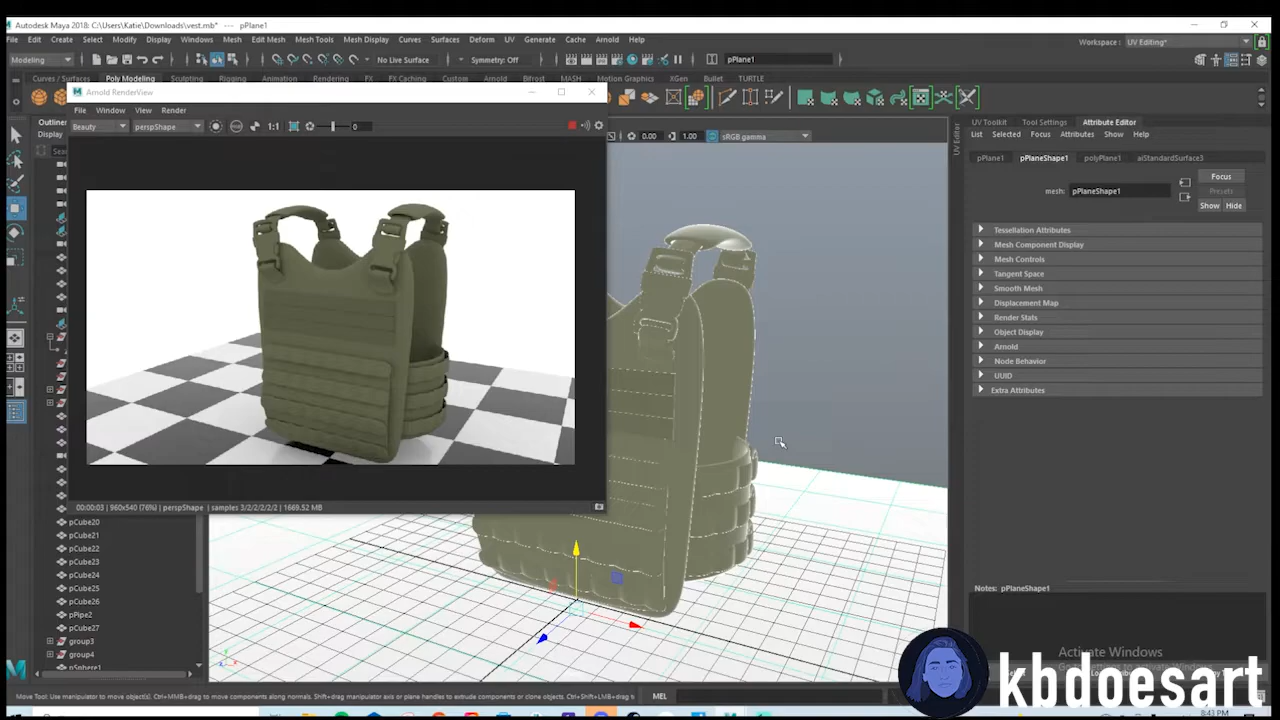 Autodesk Maya 2018: C:\Users\Katie\Downloads\vest.mb* --- pPlane1
File Edit Create Select Modify Display Windows Mesh Edit Mesh Mesh Tools Mesh Display Curves Surfaces Deform UV Generate Cache Arnold Help
Workspace : UV Editing*
Modeling
No Live Surface
Symmetry: Off
pPlane1
Curves / Surfaces Poly Modeling Sculpting Rigging Animation Rendering FX FX Caching Custom Arnold Bifrost MASH Motion Graphics XGen Bullet TURTLE
Arnold RenderView
File Window View Render
Beauty perspShape 1:1 0
Outliner
Display
0.00 1.00 sRGB gamma
UV Editor
UV Toolkit Tool Settings Attribute Editor
List Selected Focus Attributes Show Help
pPlane1 pPlaneShape1 polyPlane1 aiStandardSurface3
mesh: pPlaneShape1
Focus
Presets
Show Hide
Tessellation Attributes
Mesh Component Display
Mesh Controls
Tangent Space
Smooth Mesh
Displacement Map
Render Stats
Object Display
Arnold
Node Behavior
UUID
Extra Attributes
00:00:03 | 960x540 (76%) | perspShape | samples 3/2/2/2/2/2 | 1669.52 MB
pCube20
pCube21
pCube22
pCube23
pCube24
pCube25
pCube26
pPipe2
pCube27
group3
group4
pSphere1
Notes: pPlaneShape1
Activate Windows
kbdoesart
Move Tool: Use manipulator to move object(s). Ctrl+MMB+drag to move components along normals. Shift+drag manipulator axis or plane handles to extrude components or clone objects. Ctrl+Shift+LMB+drag
MEL
8:43 PM